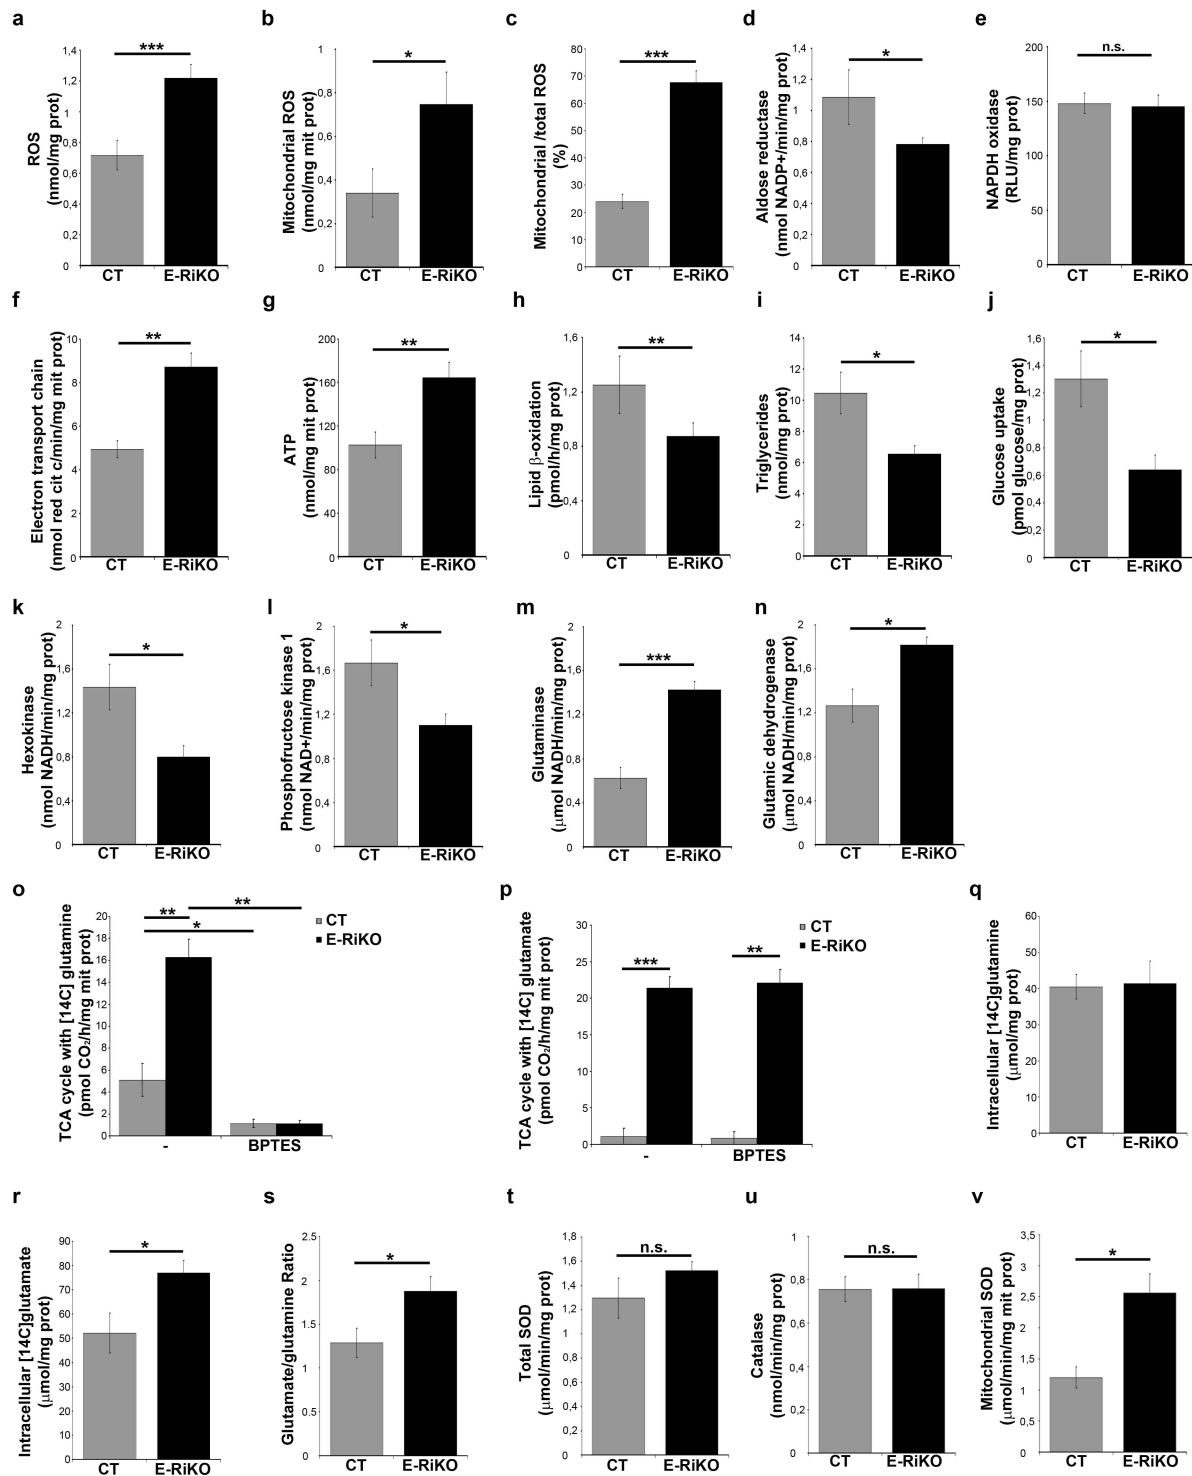 a
ROS
(nmol/mg prot)
1,4
1,2
1
0,8
0,6
0,4
0,2
0
***
CT
E-RiKO
b
Mitochondrial ROS
(nmol/mg mit prot)
1
0,8
0,6
0,4
0,2
0
*
CT
E-RiKO
c
Mitochondrial /total ROS
(%)
80
70
60
50
40
30
20
10
0
***
CT
E-RiKO
d
Aldose reductase
(nmol NADP+/min/mg prot)
1,4
1,2
1
0,8
0,6
0,4
0,2
0
*
CT
E-RiKO
e
NAPDH oxidase
(RLU/mg prot)
200
150
100
50
0
n.s.
CT
E-RiKO
f
Electron transport chain
(nmol red cit c/min/mg mit prot)
10
8
6
4
2
0
**
CT
E-RiKO
g
ATP
(nmol/mg mit prot)
200
160
120
80
40
0
**
CT
E-RiKO
h
Lipid β-oxidation
(pmol/h/mg prot)
1,6
1,2
0,8
0,4
0
**
CT
E-RiKO
i
Triglycerides
(nmol/mg prot)
14
12
10
8
6
4
2
0
*
CT
E-RiKO
j
Glucose uptake
(pmol glucose/mg prot)
1,6
1,4
1,2
1
0,8
0,6
0,4
0,2
0
*
CT
E-RiKO
k
Hexokinase
(nmol NADH/min/mg prot)
2
1,6
1,2
0,8
0,4
0
*
CT
E-RiKO
l
Phosphofructose kinase 1
(nmol NAD+/min/mg prot)
2
1,6
1,2
0,8
0,4
0
*
CT
E-RiKO
m
Glutaminase
(μmol NADH/min/mg prot)
2
1,6
1,2
0,8
0,4
0
***
CT
E-RiKO
n
Glutamic dehydrogenase
(μmol NADH/min/mg prot)
2
1,6
1,2
0,8
0,4
0
*
CT
E-RiKO
o
TCA cycle with [14C] glutamine
(pmol CO₂/h/mg mit prot)
20
18
16
14
12
10
8
6
4
2
0
**
**
*
CT
E-RiKO
-
BPTES
p
TCA cycle with [14C] glutamate
(pmol CO₂/h/mg mit prot)
30
25
20
15
10
5
0
***
**
CT
E-RiKO
-
BPTES
q
Intracellular [14C]glutamine
(μmol/mg prot)
60
50
40
30
20
10
0
CT
E-RiKO
r
Intracellular [14C]glutamate
(μmol/mg prot)
90
80
70
60
50
40
30
20
10
0
*
CT
E-RiKO
s
Glutamate/glutamine Ratio
2.5
2
1.5
1
0.5
0
*
CT
E-RiKO
t
Total SOD
(μmol/min/mg prot)
1,8
1,6
1,4
1,2
1
0,8
0,6
0,4
0,2
0
n.s.
CT
E-RiKO
u
Catalase
(nmol/min/mg prot)
1
0,8
0,6
0,4
0,2
0
n.s.
CT
E-RiKO
v
Mitochondrial SOD
(μmol/min/mg mit prot)
3,5
3
2,5
2
1,5
1
0,5
0
*
CT
E-RiKO